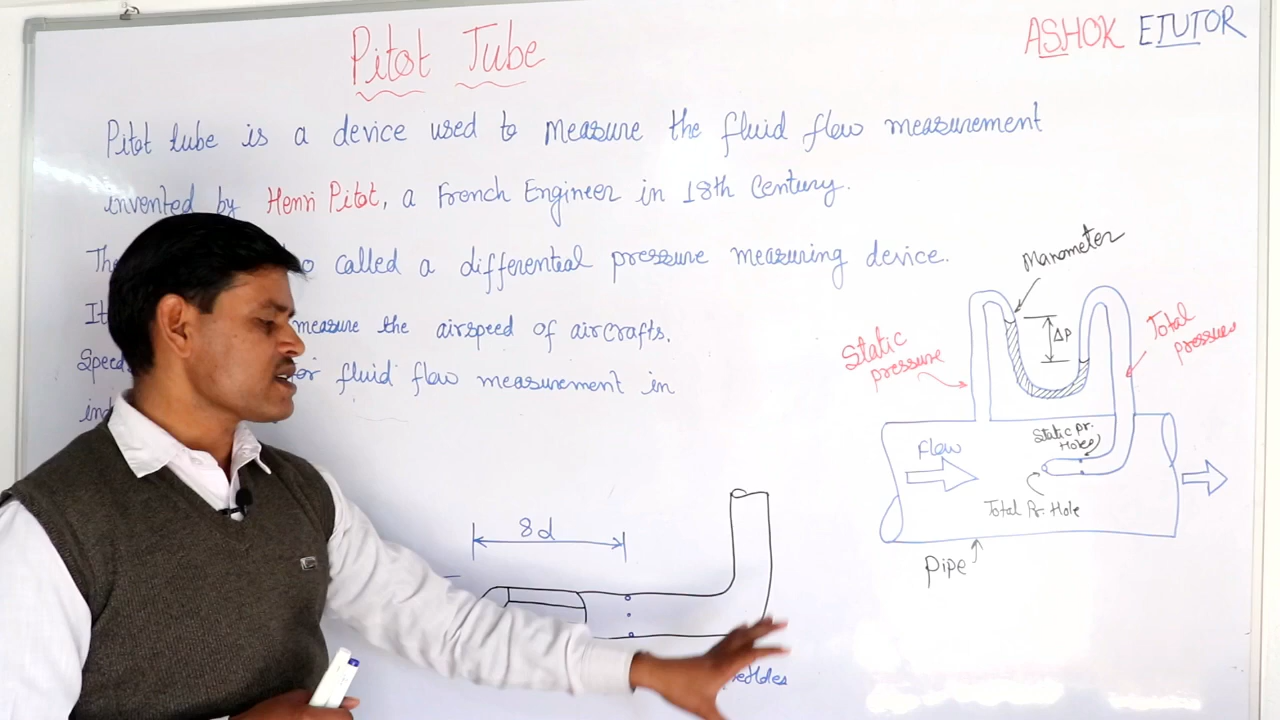 Pitot Tube
ASHOK ETUTOR
Pitot tube is a device used to measure the fluid flow measurement
invented by Henri Pitot, a French Engineer in 18th Century.
The called a differential pressure measuring device.
It measure the airspeed of aircrafts.
Speed for fluid flow measurement in
Manometer
ΔP
Static
pressure
Total
pressure
Static pr.
Holes
Flow
Total Pr. Hole
Pipe
8d